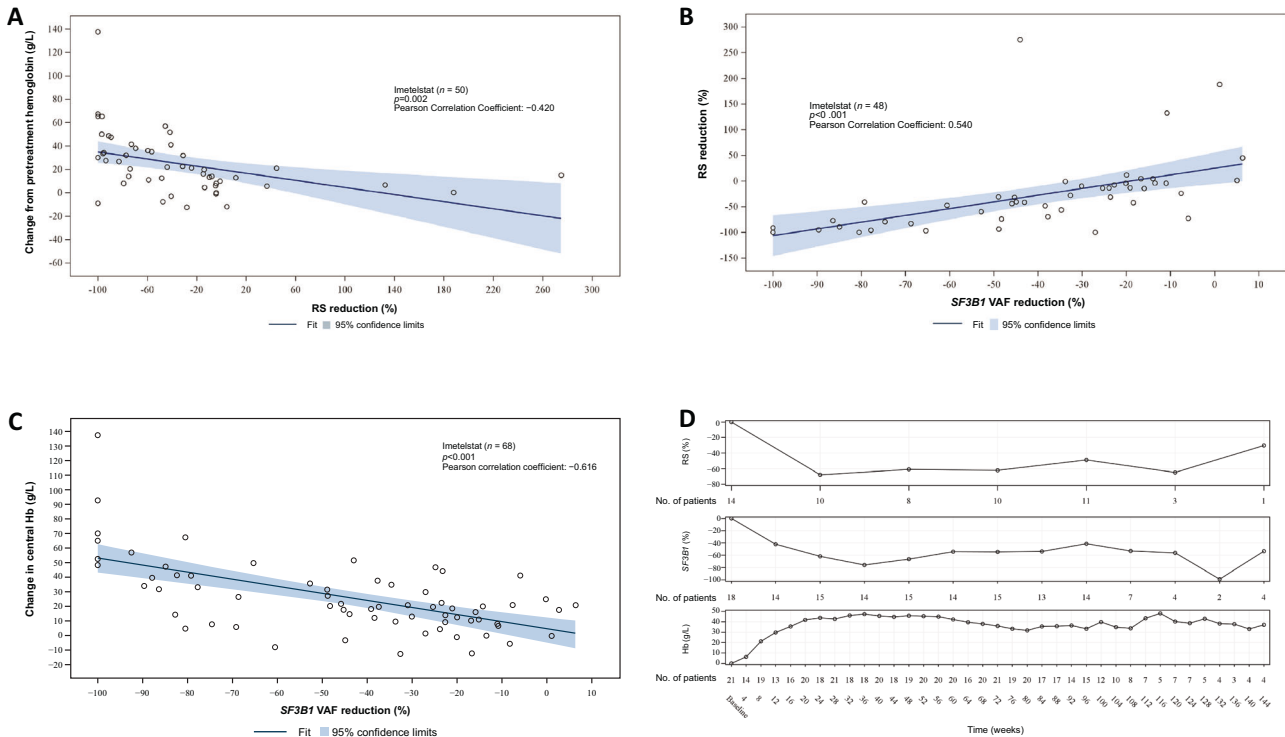 A
Change from pretreatment hemoglobin (g/L)
140
120
100
80
60
40
20
0
-20
-40
-60
Imetelstat (n = 50)
p=0.002
Pearson Correlation Coefficient: −0.420
-100 -60 -20 20 60 100 140 180 220 260 300
RS reduction (%)
Fit 95% confidence limits
B
RS reduction (%)
300
250
200
150
100
50
0
-50
-100
-150
Imetelstat (n = 48)
p<0 .001
Pearson Correlation Coefficient: 0.540
-100 -90 -80 -70 -60 -50 -40 -30 -20 -10 0 10
SF3B1 VAF reduction (%)
Fit 95% confidence limits
C
Change in central Hb (g/L)
140
130
120
110
100
90
80
70
60
50
40
30
20
10
0
−10
−20
Imetelstat (n = 68)
p<0.001
Pearson correlation coefficient: −0.616
−100 −90 −80 −70 −60 −50 −40 −30 −20 −10 0 10
SF3B1 VAF reduction (%)
Fit 95% confidence limits
D
RS (%)
0
−20
−40
−60
−80
No. of patients 14 10 8 10 11 3 1
SF3B1 (%)
0
−20
−40
−60
−80
−100
No. of patients 18 14 15 14 15 14 15 13 14 7 4 2 4
Hb (g/L)
50
40
30
20
10
0
No. of patients 21 14 19 13 16 20 18 21 18 18 20 18 19 20 20 20 16 18 21 19 20 17 17 14 15 12 10 8 7 5 7 7 5 4 3 4 4
Baseline 4 8 12 16 20 24 28 32 36 40 44 48 52 56 60 64 68 72 76 80 84 88 92 96 100 104 108 112 116 120 124 128 132 136 140 144
Time (weeks)